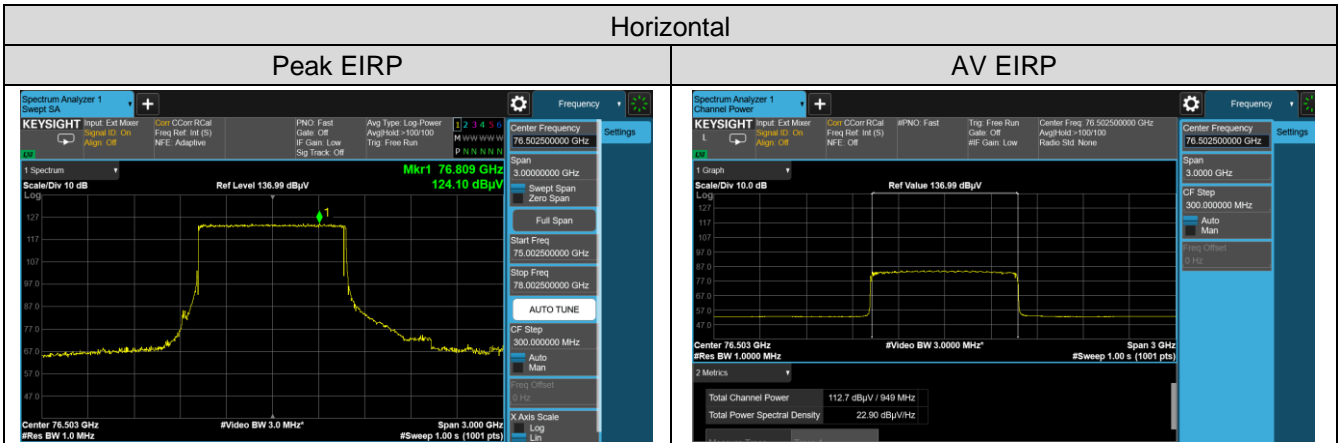 Horizontal
Peak EIRP
AV EIRP
Spectrum Analyzer 1
Swept SA
Frequency
KEYSIGHT
Input: Ext Mixer
Signal ID: On
Align: Off
Corr CCorr RCal
Freq Ref: Int (S)
NFE: Adaptive
PNO: Fast
Gate: Off
IF Gain: Low
Sig Track: Off
Avg Type: Log-Power
Avg|Hold:>100/100
Trig: Free Run
1 2 3 4 5 6
M W W W W W
P N N N N N
Center Frequency
76.502500000 GHz
Settings
Span
3.00000000 GHz
Swept Span
Zero Span
Full Span
Start Freq
75.002500000 GHz
Stop Freq
78.002500000 GHz
AUTO TUNE
CF Step
300.000000 MHz
Auto
Man
Freq Offset
0 Hz
X Axis Scale
Log
Lin
1 Spectrum
Scale/Div 10 dB
Log
Ref Level 136.99 dBµV
Mkr1 76.809 GHz
124.10 dBµV
1
127
117
107
97.0
87.0
77.0
67.0
57.0
47.0
Center 76.503 GHz
#Res BW 1.0 MHz
#Video BW 3.0 MHz*
Span 3.000 GHz
#Sweep 1.00 s (1001 pts)
Spectrum Analyzer 1
Channel Power
Frequency
KEYSIGHT
L
Input: Ext Mixer
Signal ID: On
Align: Off
Corr CCorr RCal
Freq Ref: Int (S)
NFE: Off
#PNO: Fast
Trig: Free Run
Gate: Off
#IF Gain: Low
Center Freq: 76.502500000 GHz
Avg|Hold:>100/100
Radio Std: None
Center Frequency
76.502500000 GHz
Settings
Span
3.0000 GHz
CF Step
300.000000 MHz
Auto
Man
Freq Offset
0 Hz
1 Graph
Scale/Div 10.0 dB
Log
Ref Value 136.99 dBµV
127
117
107
97.0
87.0
77.0
67.0
57.0
47.0
Center 76.503 GHz
#Res BW 1.0000 MHz
#Video BW 3.0000 MHz*
Span 3 GHz
#Sweep 1.00 s (1001 pts)
2 Metrics
Total Channel Power
112.7 dBµV / 949 MHz
Total Power Spectral Density
22.90 dBµV/Hz